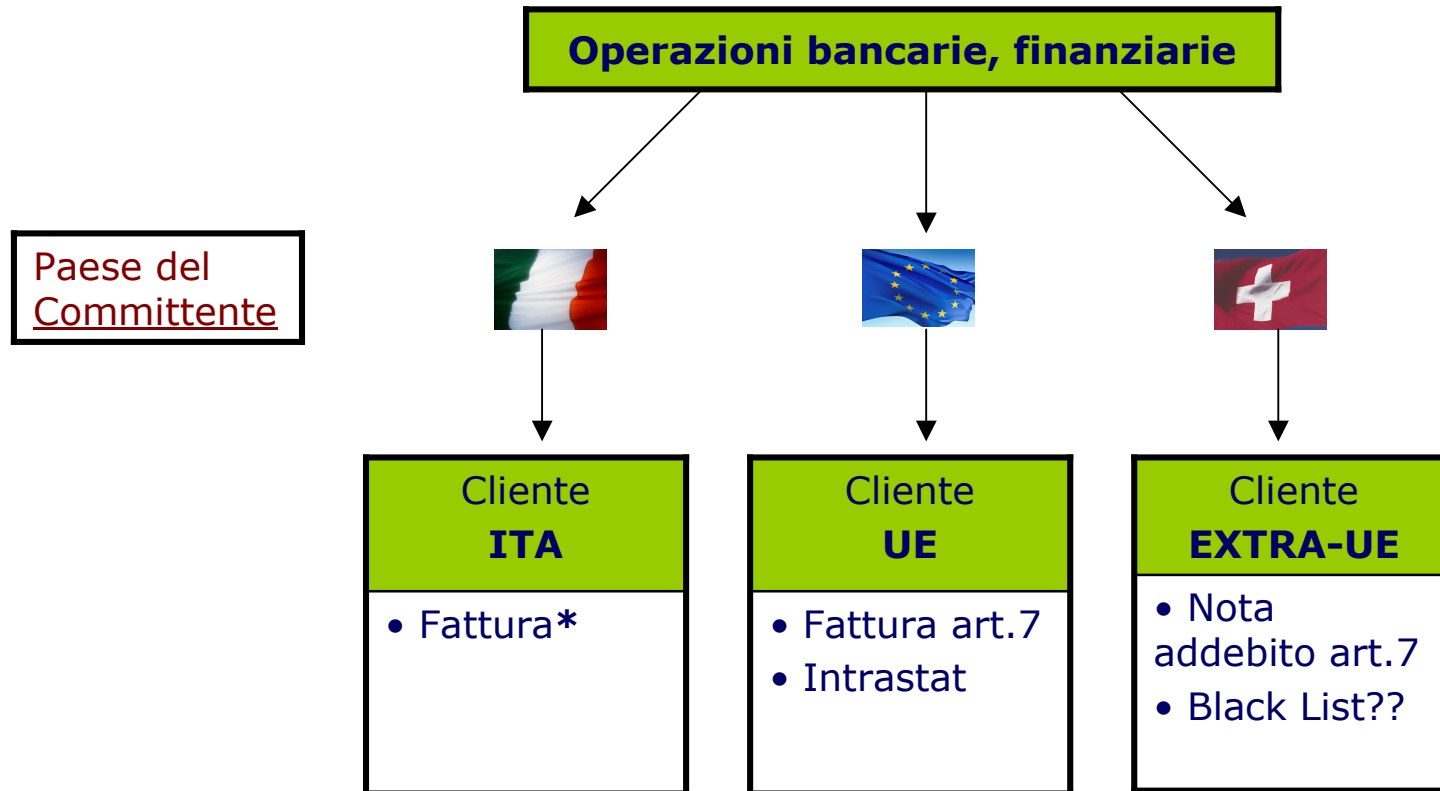 Operazioni bancarie, finanziarie
Paese del
Committente
Cliente
ITA
• Fattura*
Cliente
UE
• Fattura art.7
• Intrastat
Cliente
EXTRA-UE
• Nota
addebito art.7
• Black List??